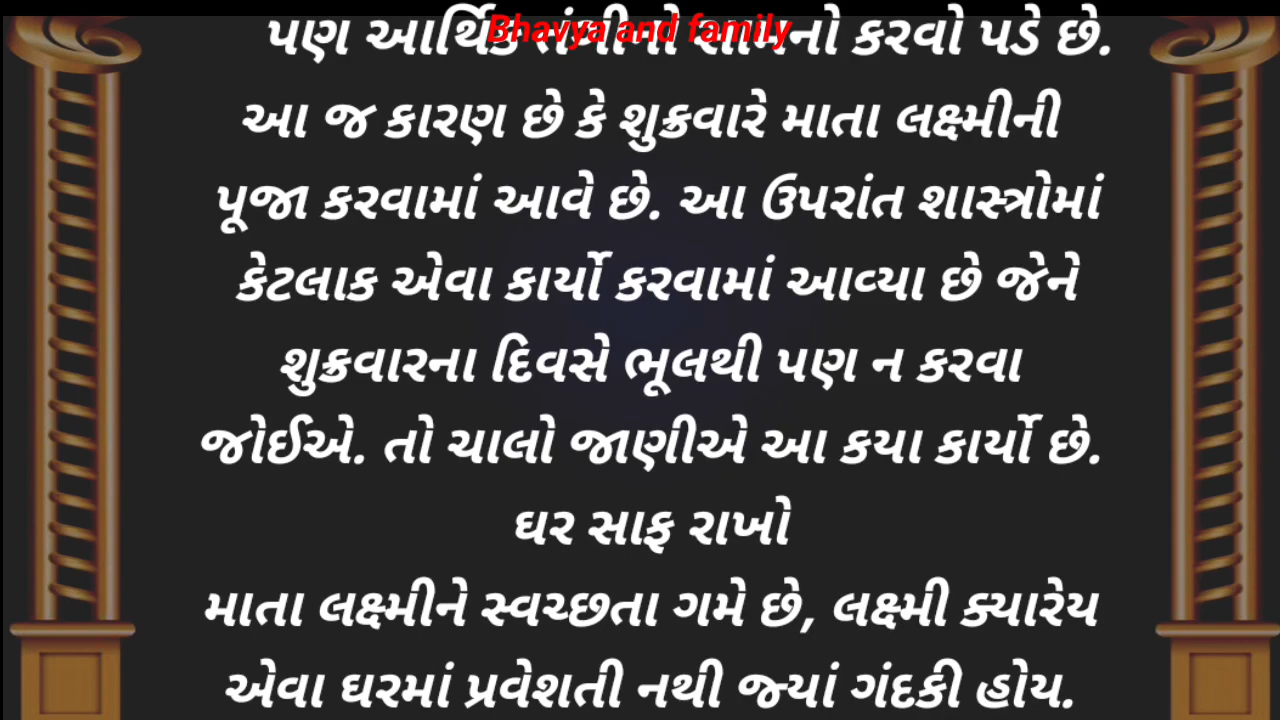 Bhavya and family
પણ આર્થિક તંગીનો સામનો કરવો પડે છે.
આ જ કારણ છે કે શુક્રવારે માતા લક્ષ્મીની
પૂજા કરવામાં આવે છે. આ ઉપરાંત શાસ્ત્રોમાં
કેટલાક એવા કાર્યો કરવામાં આવ્યા છે જેને
શુક્રવારના દિવસે ભૂલથી પણ ન કરવા
જોઈએ. તો ચાલો જાણીએ આ કયા કાર્યો છે.
ઘર સાફ રાખો
માતા લક્ષ્મીને સ્વચ્છતા ગમે છે, લક્ષ્મી ક્યારેય
એવા ઘરમાં પ્રવેશતી નથી જ્યાં ગંદકી હોય.